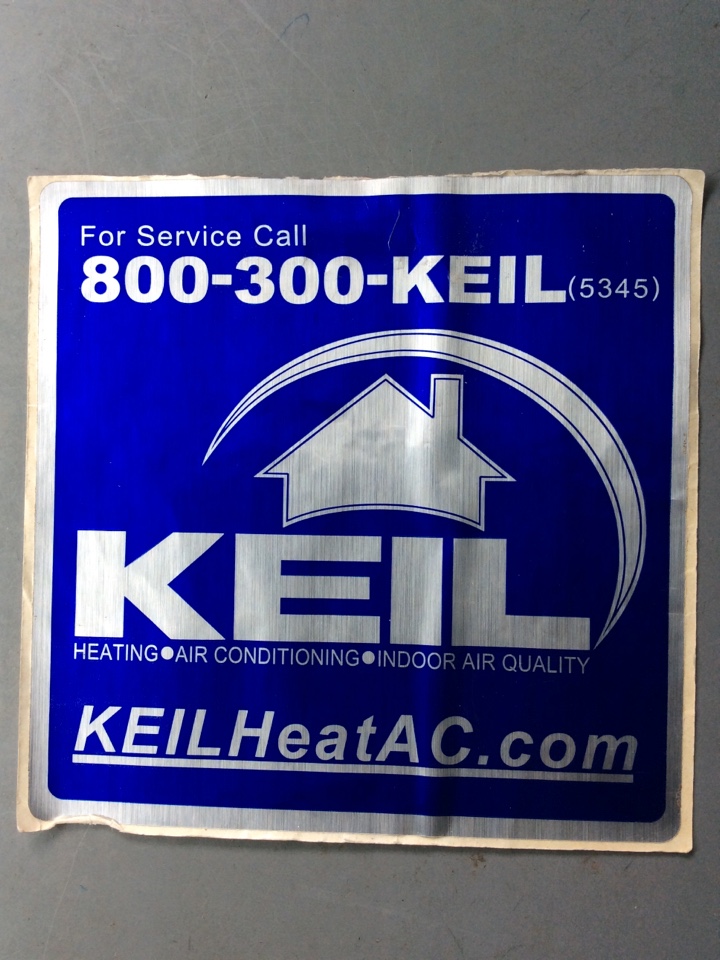 For Service Call
800-300-KEIL(5345)
KEIL
HEATING●AIR CONDITIONING●INDOOR AIR QUALITY
KEILHeatAC.com